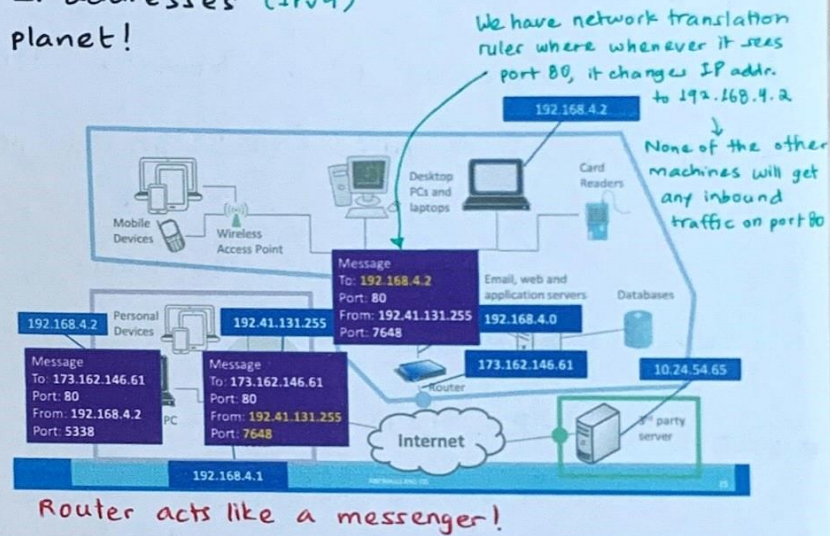 IP addresses (IPv4)
planet!
We have network translation
ruler where whenever it sees
port 80, it changes IP addr.
to 192.168.4.2
None of the other
machines will get
any inbound
traffic on port 80
192.168.4.2
Mobile
Devices
Wireless
Access Point
Desktop
PCs and
laptops
Card
Readers
Message
To: 192.168.4.2
Port: 80
From: 192.41.131.255
Port: 7648
Email, web and
application servers
Databases
192.168.4.0
173.162.146.61
10.24.54.65
Router
192.168.4.2
Personal
Devices
192.41.131.255
Message
To: 173.162.146.61
Port: 80
From: 192.168.4.2
Port: 5338
PC
Message
To: 173.162.146.61
Port: 80
From: 192.41.131.255
Port: 7648
Internet
3rd party
server
192.168.4.1
Router acts like a messenger!